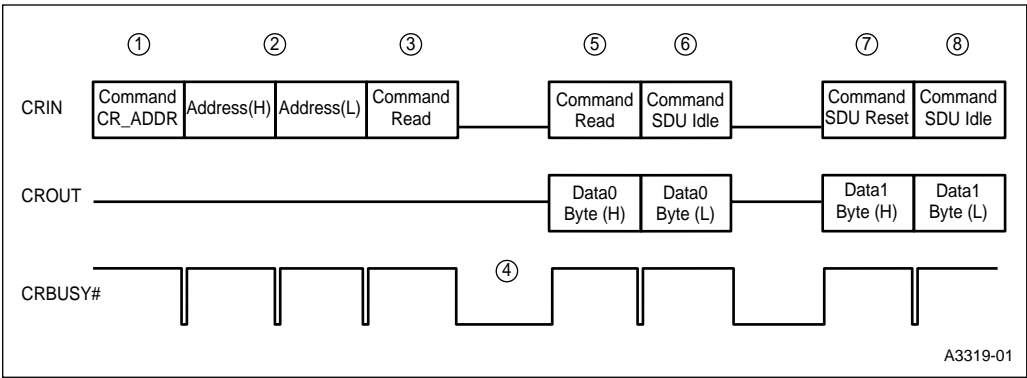 ① ② ③ ⑤ ⑥ ⑦ ⑧
CRIN
Command
CR_ADDR
Address(H)
Address(L)
Command
Read
Command
Read
Command
SDU Idle
Command
SDU Reset
Command
SDU Idle
CROUT
Data0
Byte (H)
Data0
Byte (L)
Data1
Byte (H)
Data1
Byte (L)
④
CRBUSY#
A3319-01